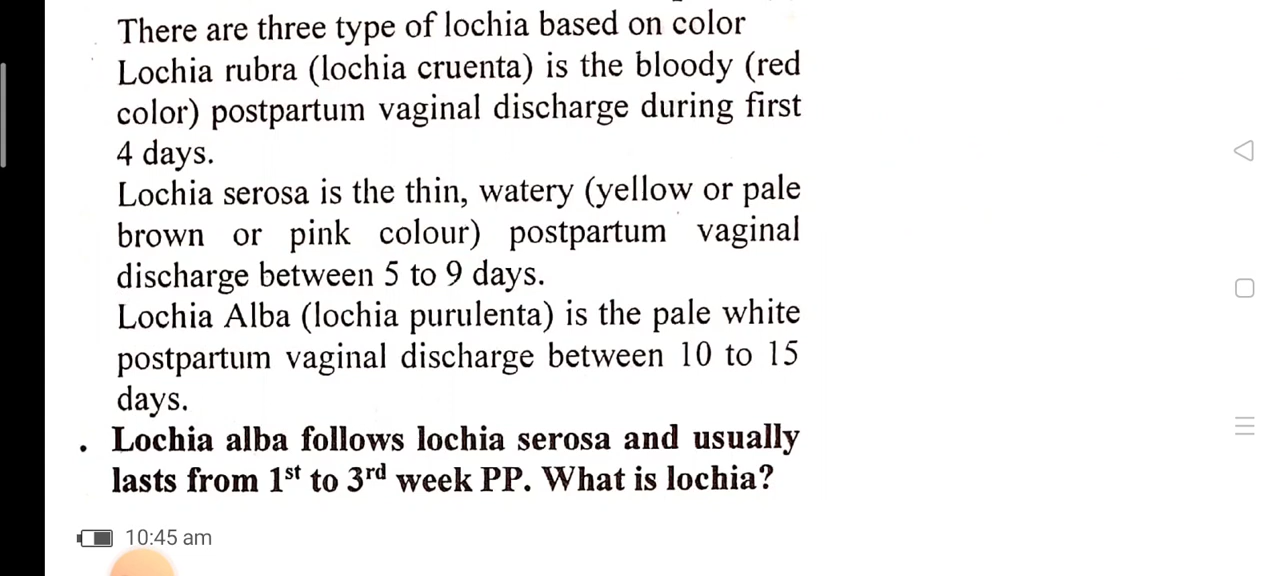 There are three type of lochia based on color
Lochia rubra (lochia cruenta) is the bloody (red
color) postpartum vaginal discharge during first
4 days.
Lochia serosa is the thin, watery (yellow or pale
brown or pink colour) postpartum vaginal
discharge between 5 to 9 days.
Lochia Alba (lochia purulenta) is the pale white
postpartum vaginal discharge between 10 to 15
days.
. Lochia alba follows lochia serosa and usually
lasts from 1st to 3rd week PP. What is lochia?
10:45 am